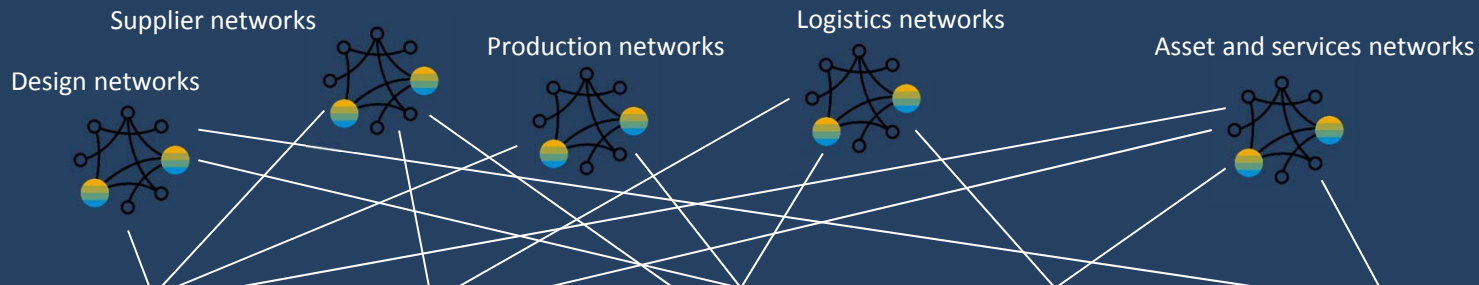 Supplier networks
Logistics networks
Production networks
Asset and services networks
Design networks